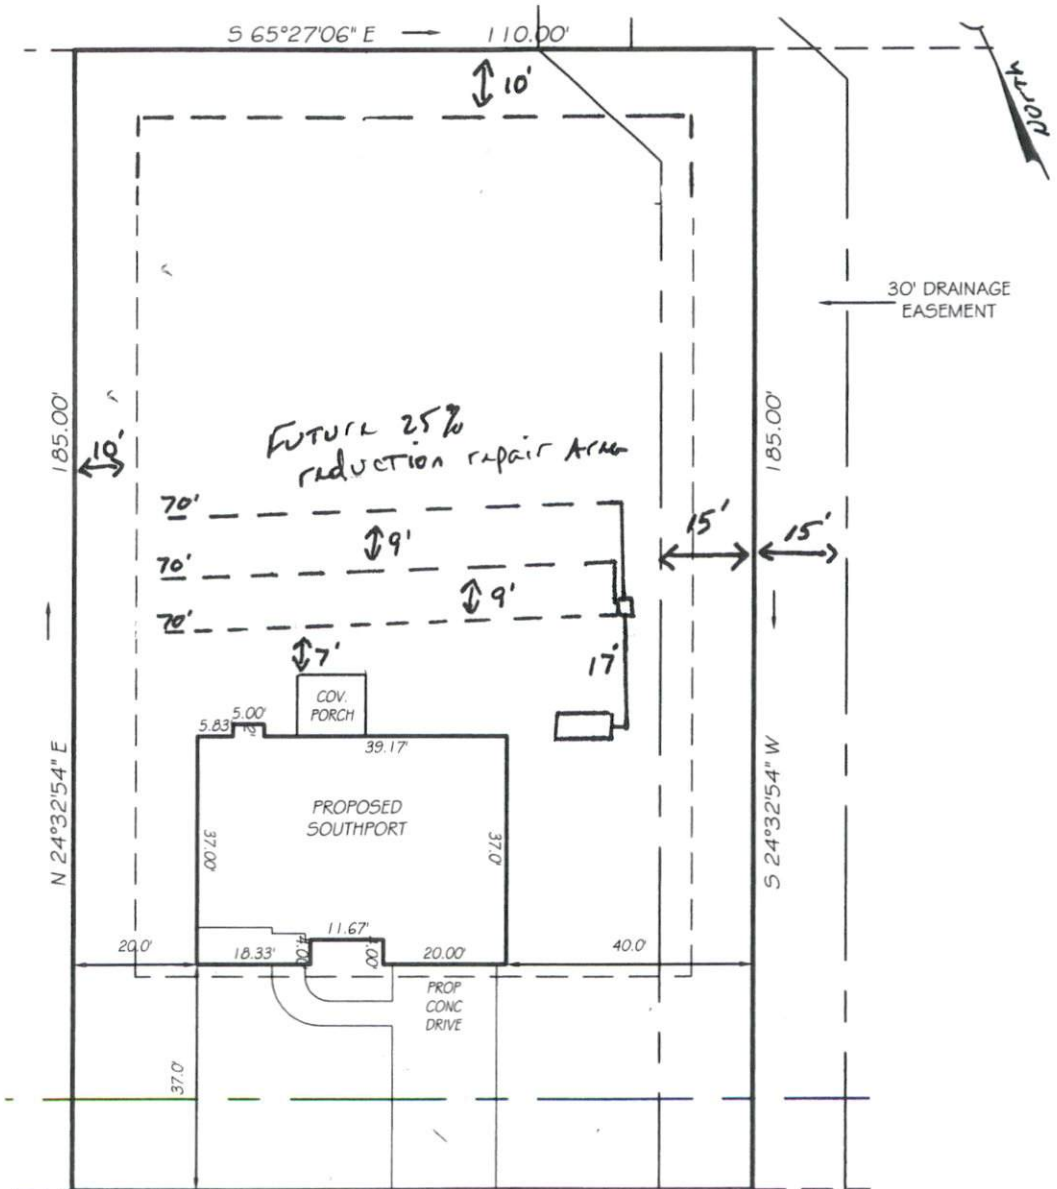 S 65°27'06" E 110.00'
10'
North
30' DRAINAGE
EASEMENT
185.00'
185.00'
10'
FUTURE 25%
reduction repair Area
70'
9'
15'
15'
70'
9'
70'
7'
17'
COV.
PORCH
5.83
5.00'
2'
39.17'
N 24°32'54" E
S 24°32'54" W
PROPOSED
SOUTHPORT
37.00'
37.0'
11.67'
20.0'
18.33'
4.00'
20.00'
40.0'
PROP
CONC
DRIVE
37.0'